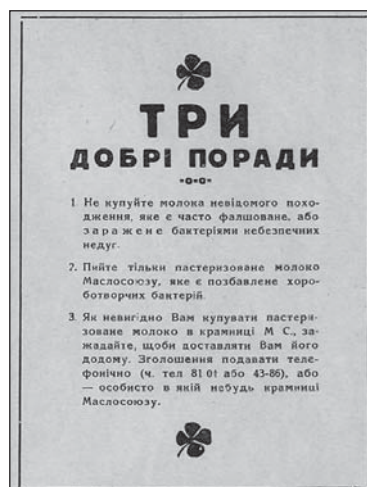 ТРИ
ДОБРІ ПОРАДИ
1. Не купуйте молока невідомого похо-
дження, яке є часто фалшоване, або
заражене бактеріями небезпечних
недуг.
2. Пийте тільки пастеризоване молоко
Маслосоюзу, яке є позбавлене хоро-
ботворчих бактерій.
3. Як невигідно Вам купувати пастери-
зоване молоко в крамниці М С., за-
жадайте, щоби доставляти Вам його
додому. Зголошення подавати теле-
фонічно (ч. тел 81 01 або 43-86), або
— особисто в якій небудь крамниці
Маслосоюзу.